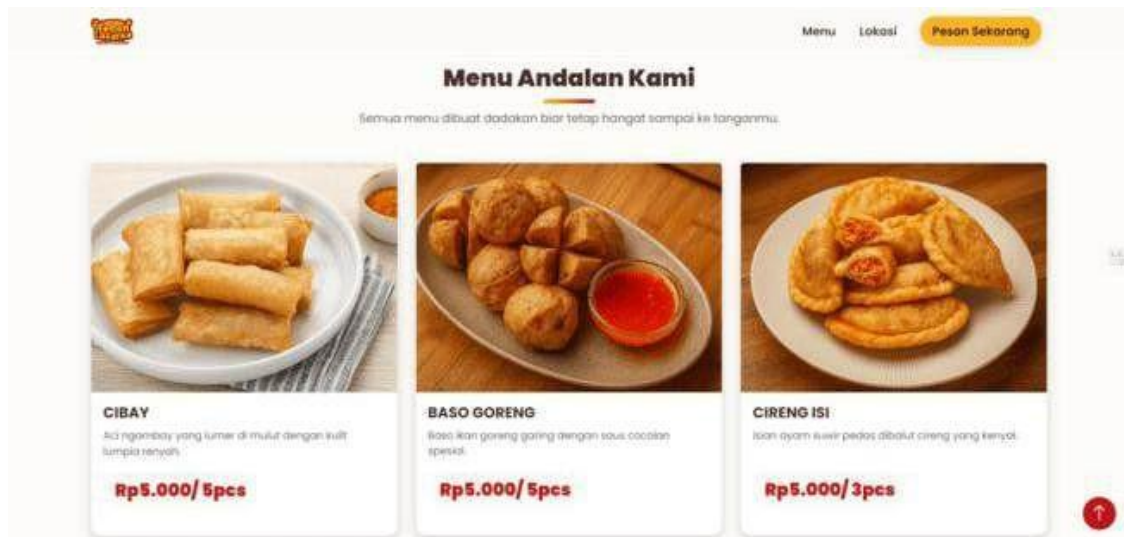 Menu Lokasi Pesan Sekarang
Menu Andalan Kami
Semua menu dibuat dadakan biar tetap hangat sampai ke tanganmu.
CIBAY
Aci ngambay yang lumer di mulut dengan kulit
lumpia renyah.
Rp5.000/ 5pcs
BASO GORENG
Baso ikan goreng garing dengan saus cocolan
spesial.
Rp5.000/ 5pcs
CIRENG ISI
Isian ayam suwir pedas dibalut cireng yang kenyal.
Rp5.000/ 3pcs